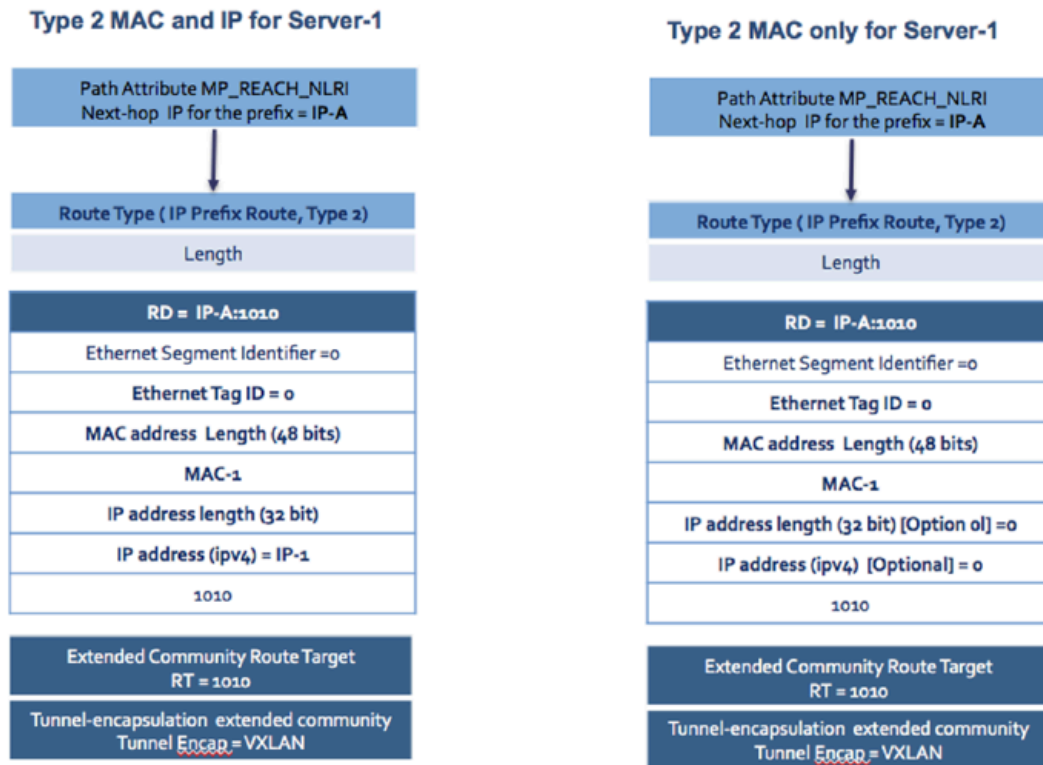 Type 2 MAC and IP for Server-1
Path Attribute MP_REACH_NLRI
Next-hop IP for the prefix = IP-A
Route Type ( IP Prefix Route, Type 2)
Length
RD = IP-A:1010
Ethernet Segment Identifier =0
Ethernet Tag ID = 0
MAC address Length (48 bits)
MAC-1
IP address length (32 bit)
IP address (ipv4) = IP-1
1010
Extended Community Route Target
RT = 1010
Tunnel-encapsulation extended community
Tunnel Encap = VXLAN
Type 2 MAC only for Server-1
Path Attribute MP_REACH_NLRI
Next-hop IP for the prefix = IP-A
Route Type ( IP Prefix Route, Type 2)
Length
RD = IP-A:1010
Ethernet Segment Identifier =0
Ethernet Tag ID = 0
MAC address Length (48 bits)
MAC-1
IP address length (32 bit) [Option ol] =0
IP address (ipv4) [Optional] = 0
1010
Extended Community Route Target
RT = 1010
Tunnel-encapsulation extended community
Tunnel Encap = VXLAN